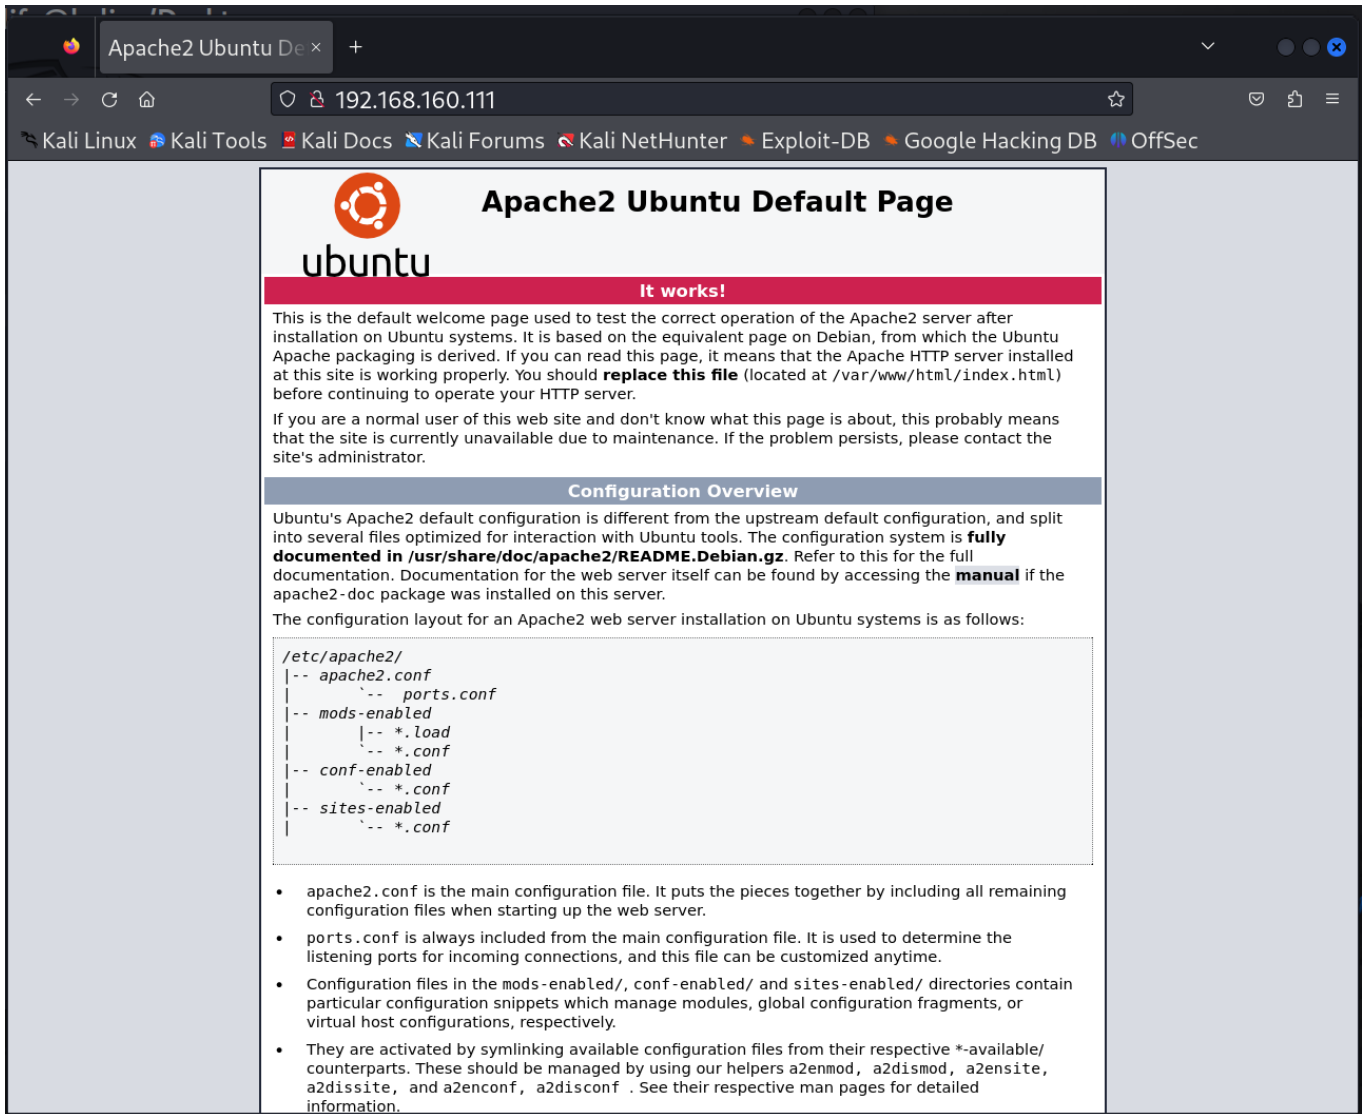 Apache2 Ubuntu De
192.168.160.111
Kali Linux Kali Tools Kali Docs Kali Forums Kali NetHunter Exploit-DB Google Hacking DB OffSec
ubuntu
Apache2 Ubuntu Default Page
It works!
This is the default welcome page used to test the correct operation of the Apache2 server after
installation on Ubuntu systems. It is based on the equivalent page on Debian, from which the Ubuntu
Apache packaging is derived. If you can read this page, it means that the Apache HTTP server installed
at this site is working properly. You should replace this file (located at /var/www/html/index.html)
before continuing to operate your HTTP server.
If you are a normal user of this web site and don't know what this page is about, this probably means
that the site is currently unavailable due to maintenance. If the problem persists, please contact the
site's administrator.
Configuration Overview
Ubuntu's Apache2 default configuration is different from the upstream default configuration, and split
into several files optimized for interaction with Ubuntu tools. The configuration system is fully
documented in /usr/share/doc/apache2/README.Debian.gz. Refer to this for the full
documentation. Documentation for the web server itself can be found by accessing the manual if the
apache2-doc package was installed on this server.
The configuration layout for an Apache2 web server installation on Ubuntu systems is as follows:
/etc/apache2/
|-- apache2.conf
|       `--  ports.conf
|-- mods-enabled
|       |-- *.load
|       `-- *.conf
|-- conf-enabled
|       `-- *.conf
|-- sites-enabled
|       `-- *.conf
• apache2.conf is the main configuration file. It puts the pieces together by including all remaining
configuration files when starting up the web server.
• ports.conf is always included from the main configuration file. It is used to determine the
listening ports for incoming connections, and this file can be customized anytime.
• Configuration files in the mods-enabled/, conf-enabled/ and sites-enabled/ directories contain
particular configuration snippets which manage modules, global configuration fragments, or
virtual host configurations, respectively.
• They are activated by symlinking available configuration files from their respective *-available/
counterparts. These should be managed by using our helpers a2enmod, a2dismod, a2ensite,
a2dissite, and a2enconf, a2disconf . See their respective man pages for detailed
information.